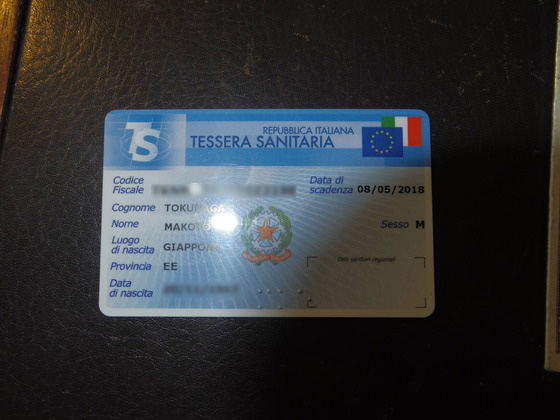 TS
REPUBBLICA ITALIANA
TESSERA SANITARIA
Codice
Fiscale
Data di
scadenza 08/05/2018
Cognome
Nome MAKOTO
Sesso M
Luogo
di nascita
Provincia EE
Dati sanitari regionali
Data
di nascita